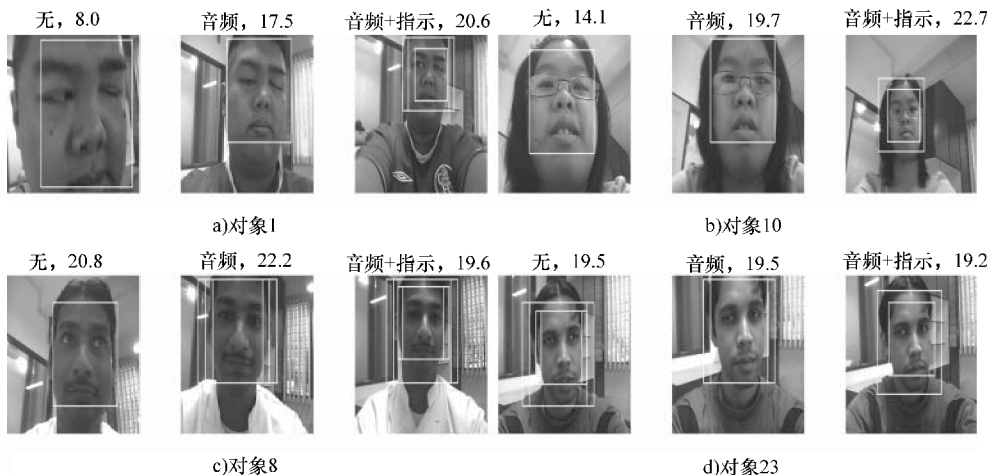 无，8.0 音频，17.5 音频+指示，20.6 无，14.1 音频，19.7 音频+指示，22.7
a)对象1 b)对象10
无，20.8 音频，22.2 音频+指示，19.6 无，19.5 音频，19.5 音频+指示，19.2
c)对象8 d)对象23